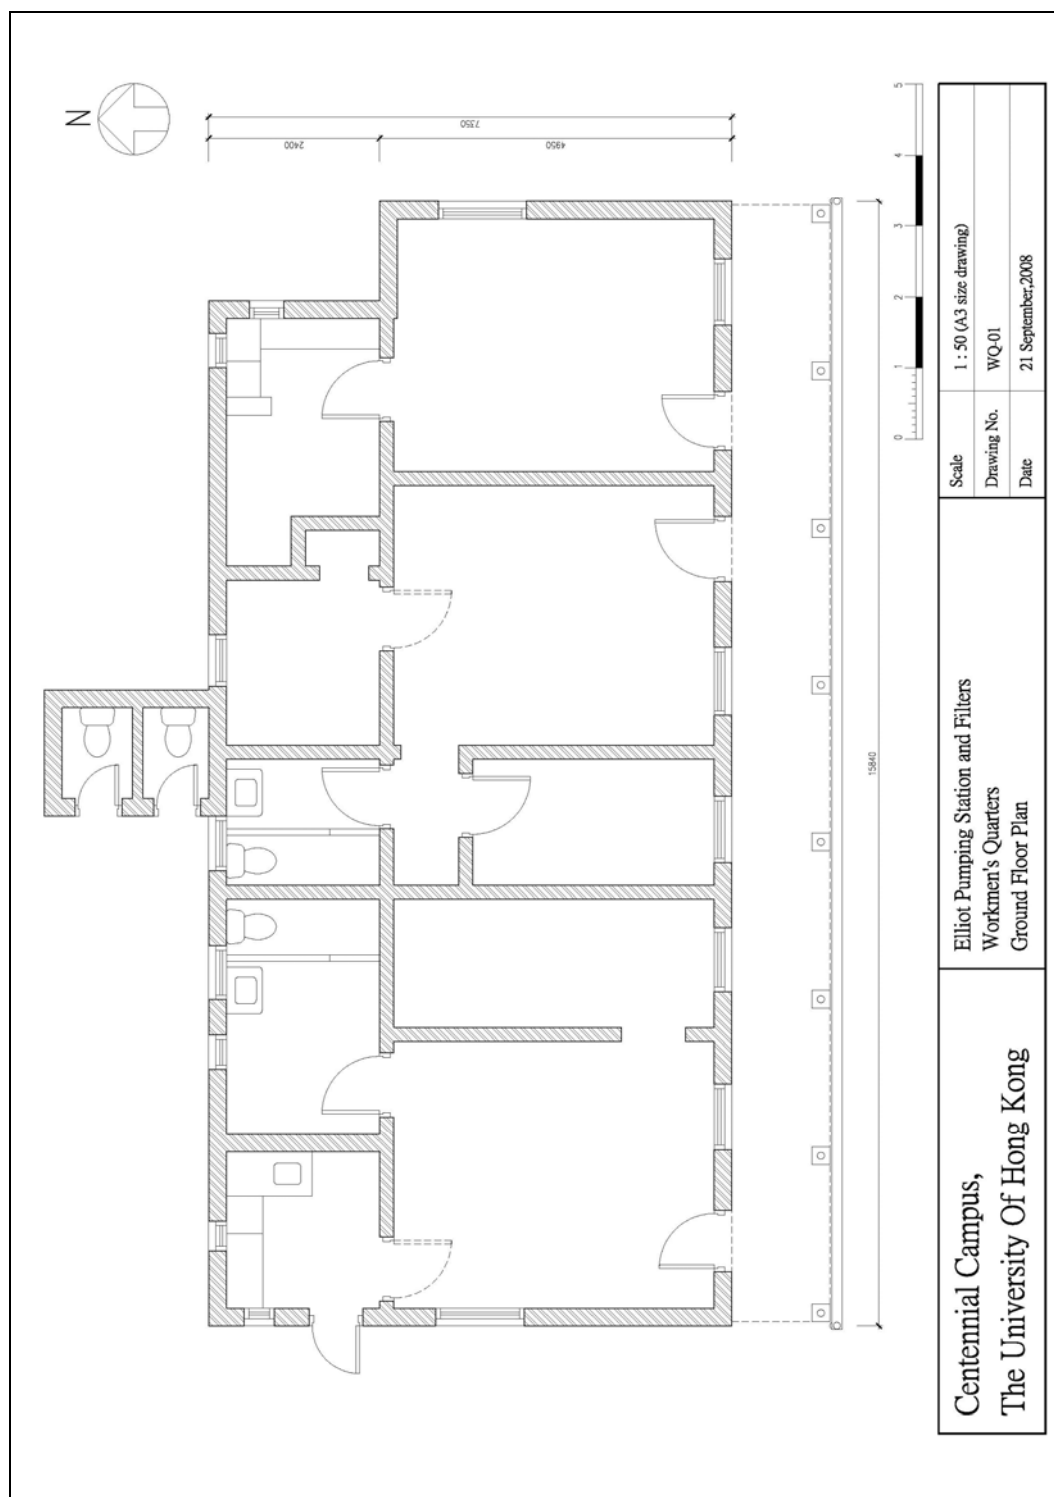 N
7350
2400
4950
15840
0 1 2 3 4 5
Centennial Campus,
The University Of Hong Kong
Elliot Pumping Station and Filters
Workmen's Quarters
Ground Floor Plan
Scale 1 : 50 (A3 size drawing)
Drawing No. WQ-01
Date 21 September,2008